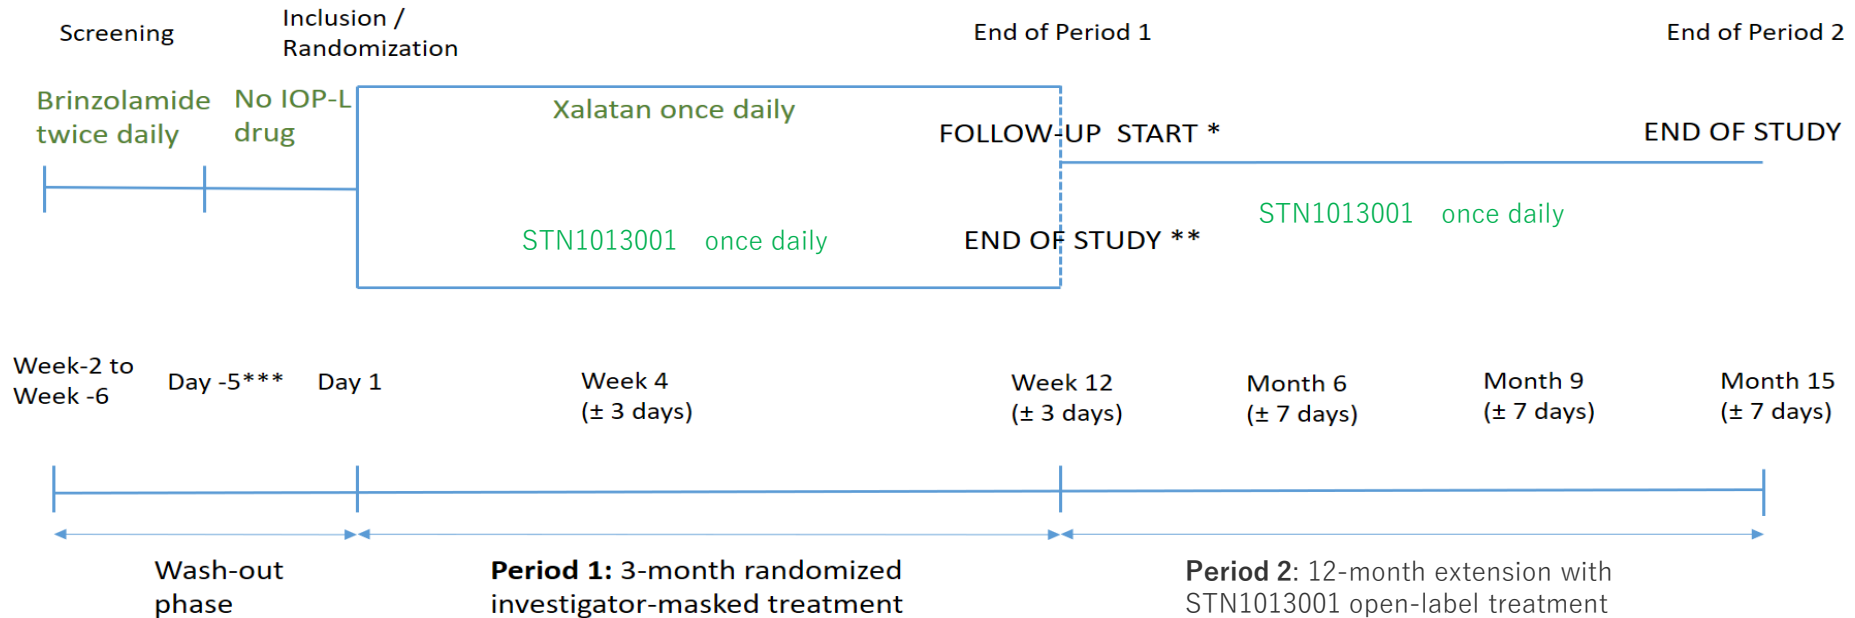 Screening
Inclusion /
Randomization
End of Period 1
End of Period 2
Brinzolamide
twice daily
No IOP-L
drug
Xalatan once daily
FOLLOW-UP START *
END OF STUDY
STN1013001 once daily
END OF STUDY **
STN1013001 once daily
Week-2 to
Week -6
Day -5***
Day 1
Week 4
(± 3 days)
Week 12
(± 3 days)
Month 6
(± 7 days)
Month 9
(± 7 days)
Month 15
(± 7 days)
Wash-out
phase
Period 1: 3-month randomized
investigator-masked treatment
Period 2: 12-month extension with
STN1013001 open-label treatment